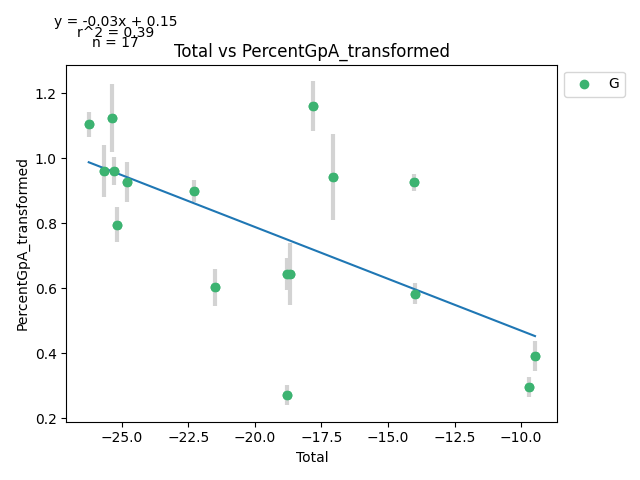 y = -0.03x + 0.15
r^2 = 0.39
n = 17
Total vs PercentGpA_transformed
G
1.2
1.0
0.8
0.6
0.4
0.2
PercentGpA_transformed
−25.0 −22.5 −20.0 −17.5 −15.0 −12.5 −10.0
Total